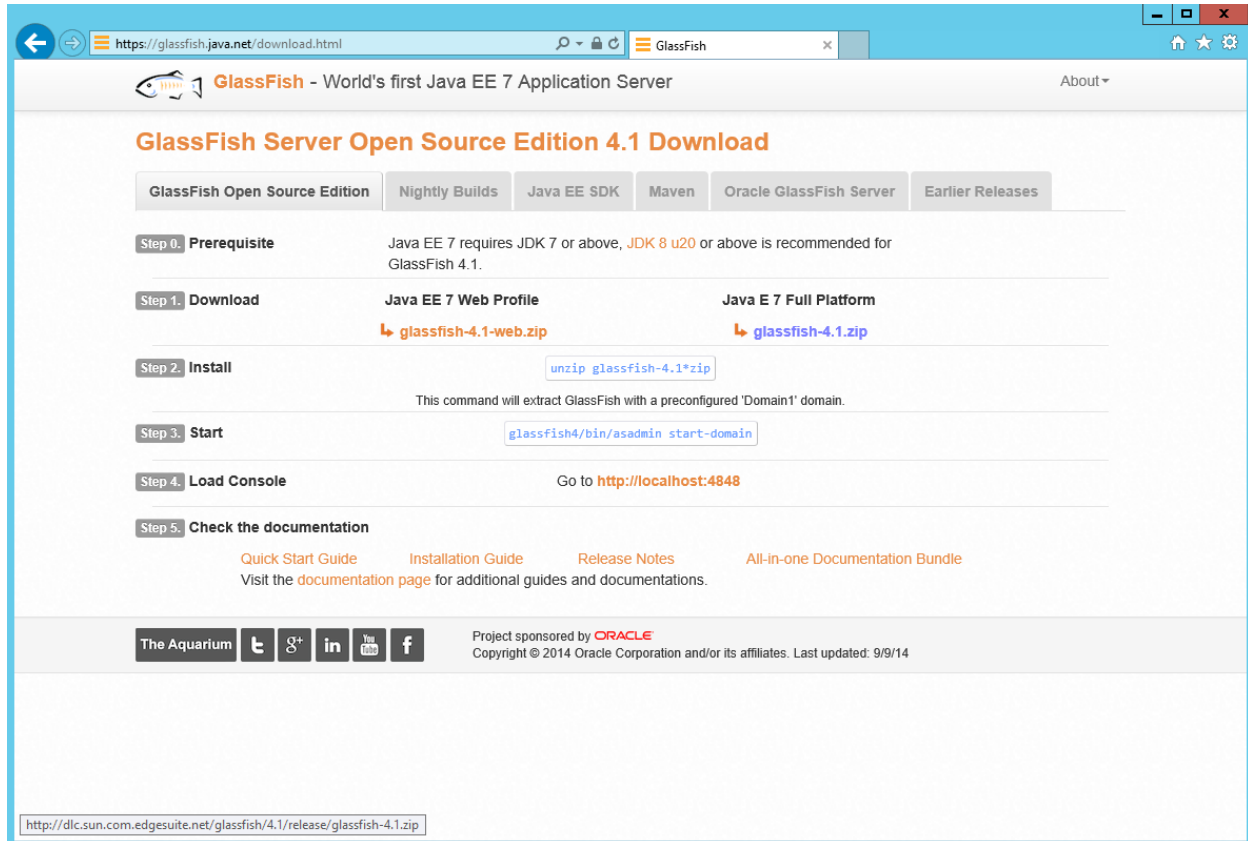 https://glassfish.java.net/download.html
GlassFish
GlassFish - World's first Java EE 7 Application Server
About
GlassFish Server Open Source Edition 4.1 Download
GlassFish Open Source Edition
Nightly Builds
Java EE SDK
Maven
Oracle GlassFish Server
Earlier Releases
Step 0. Prerequisite
Java EE 7 requires JDK 7 or above, JDK 8 u20 or above is recommended for
GlassFish 4.1.
Step 1. Download
Java EE 7 Web Profile
Java E 7 Full Platform
glassfish-4.1-web.zip
glassfish-4.1.zip
Step 2. Install
unzip glassfish-4.1*zip
This command will extract GlassFish with a preconfigured 'Domain1' domain.
Step 3. Start
glassfish4/bin/asadmin start-domain
Step 4. Load Console
Go to http://localhost:4848
Step 5. Check the documentation
Quick Start Guide
Installation Guide
Release Notes
All-in-one Documentation Bundle
Visit the documentation page for additional guides and documentations.
The Aquarium
g+
in
You Tube
f
Project sponsored by ORACLE
Copyright © 2014 Oracle Corporation and/or its affiliates. Last updated: 9/9/14
http://dlc.sun.com.edgesuite.net/glassfish/4.1/release/glassfish-4.1.zip